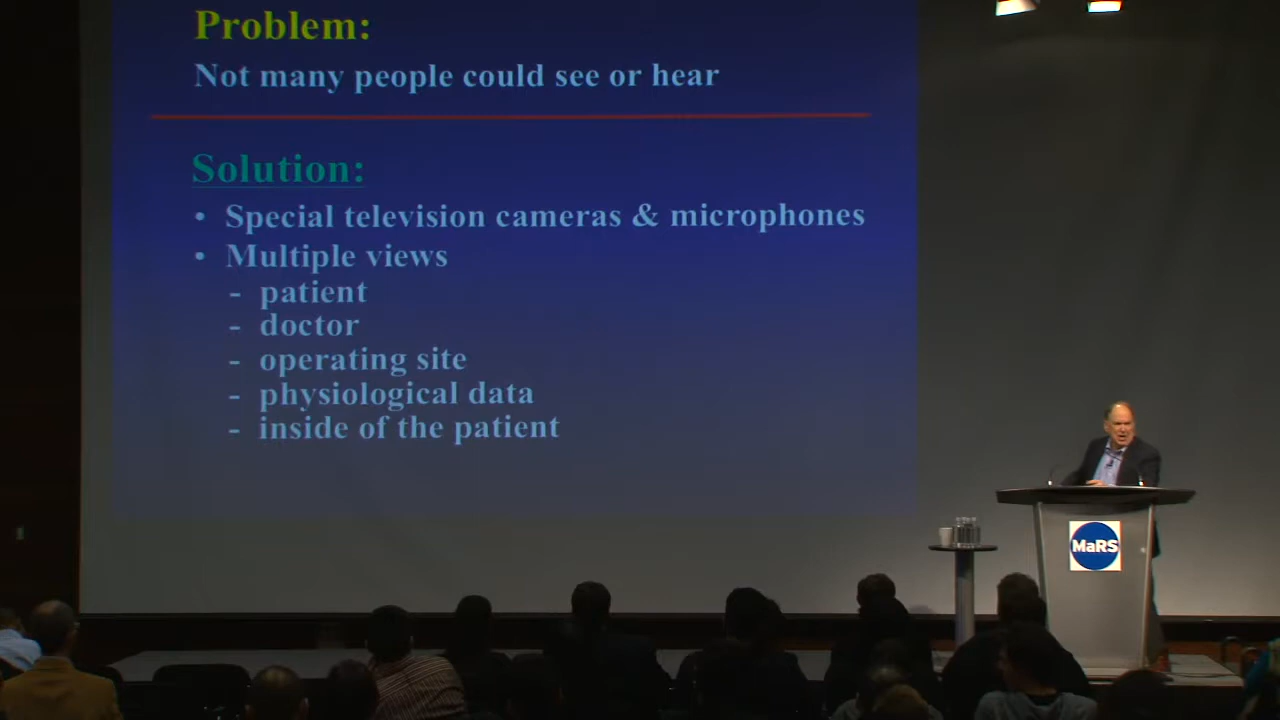 Problem:
Not many people could see or hear
Solution:
• Special television cameras & microphones
• Multiple views
- patient
- doctor
- operating site
- physiological data
- inside of the patient
MaRS